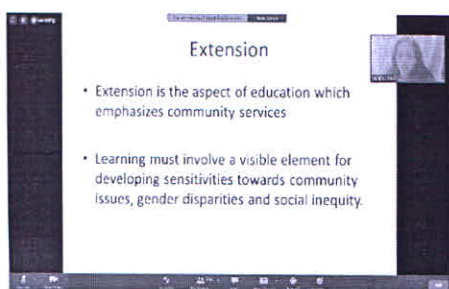 Extension
• Extension is the aspect of education which
emphasizes community services
• Learning must involve a visible element for
developing sensitivities towards community
issues, gender disparities and social inequity.